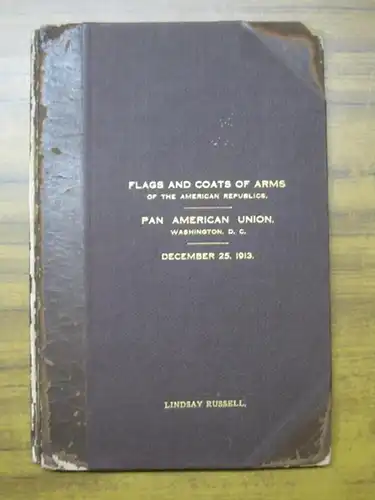 FLAGS AND COATS OF ARMS
OF THE AMERICAN REPUBLICS.
PAN AMERICAN UNION.
WASHINGTON, D. C.
DECEMBER 25, 1913.
LINDSAY RUSSELL.